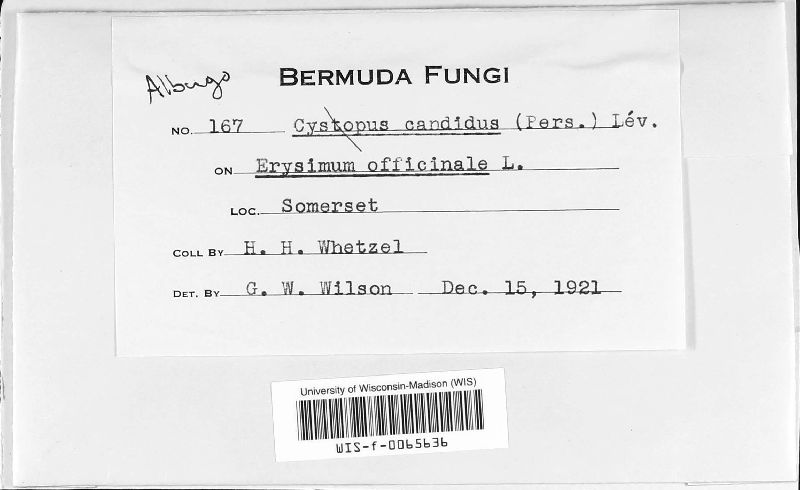 Albugo
BERMUDA FUNGI
NO. 167 Cystopus candidus (Pers.) Lév.
ON Erysimum officinale L.
LOC. Somerset
COLL BY H. H. Whetzel
DET. BY G. W. Wilson Dec. 15, 1921
University of Wisconsin-Madison (WIS)
WIS-f-0065636